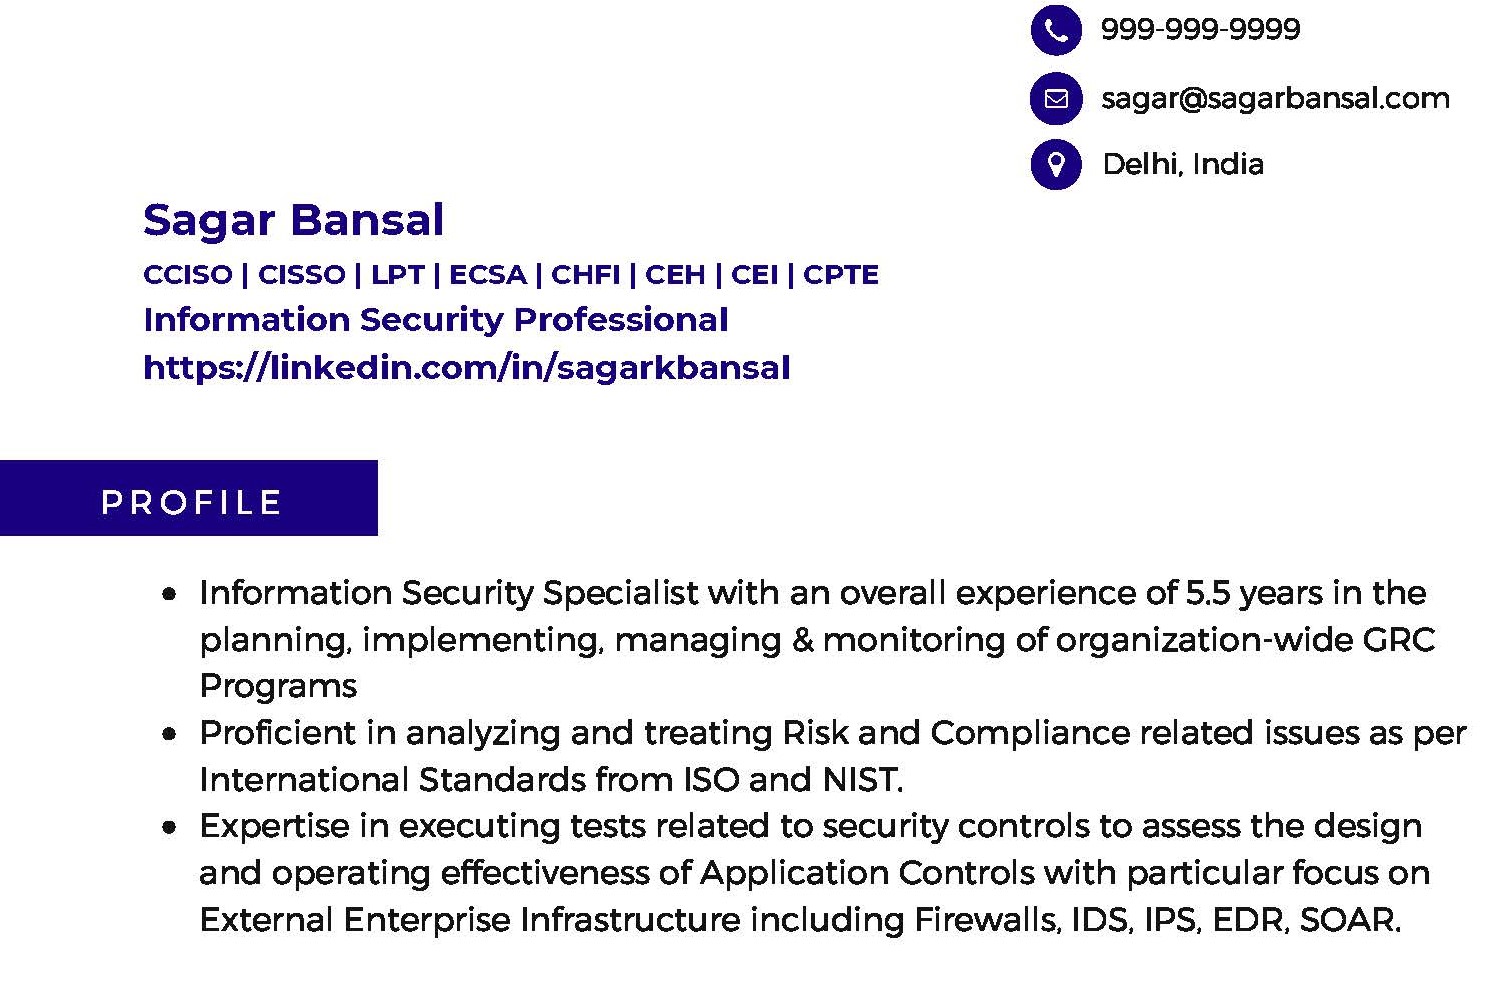 999-999-9999
sagar@sagarbansal.com
Delhi, India
Sagar Bansal
CCISO | CISSO | LPT | ECSA | CHFI | CEH | CEI | CPTE
Information Security Professional
https://linkedin.com/in/sagarkbansal
PROFILE
• Information Security Specialist with an overall experience of 5.5 years in the
planning, implementing, managing & monitoring of organization-wide GRC
Programs
• Proficient in analyzing and treating Risk and Compliance related issues as per
International Standards from ISO and NIST.
• Expertise in executing tests related to security controls to assess the design
and operating effectiveness of Application Controls with particular focus on
External Enterprise Infrastructure including Firewalls, IDS, IPS, EDR, SOAR.